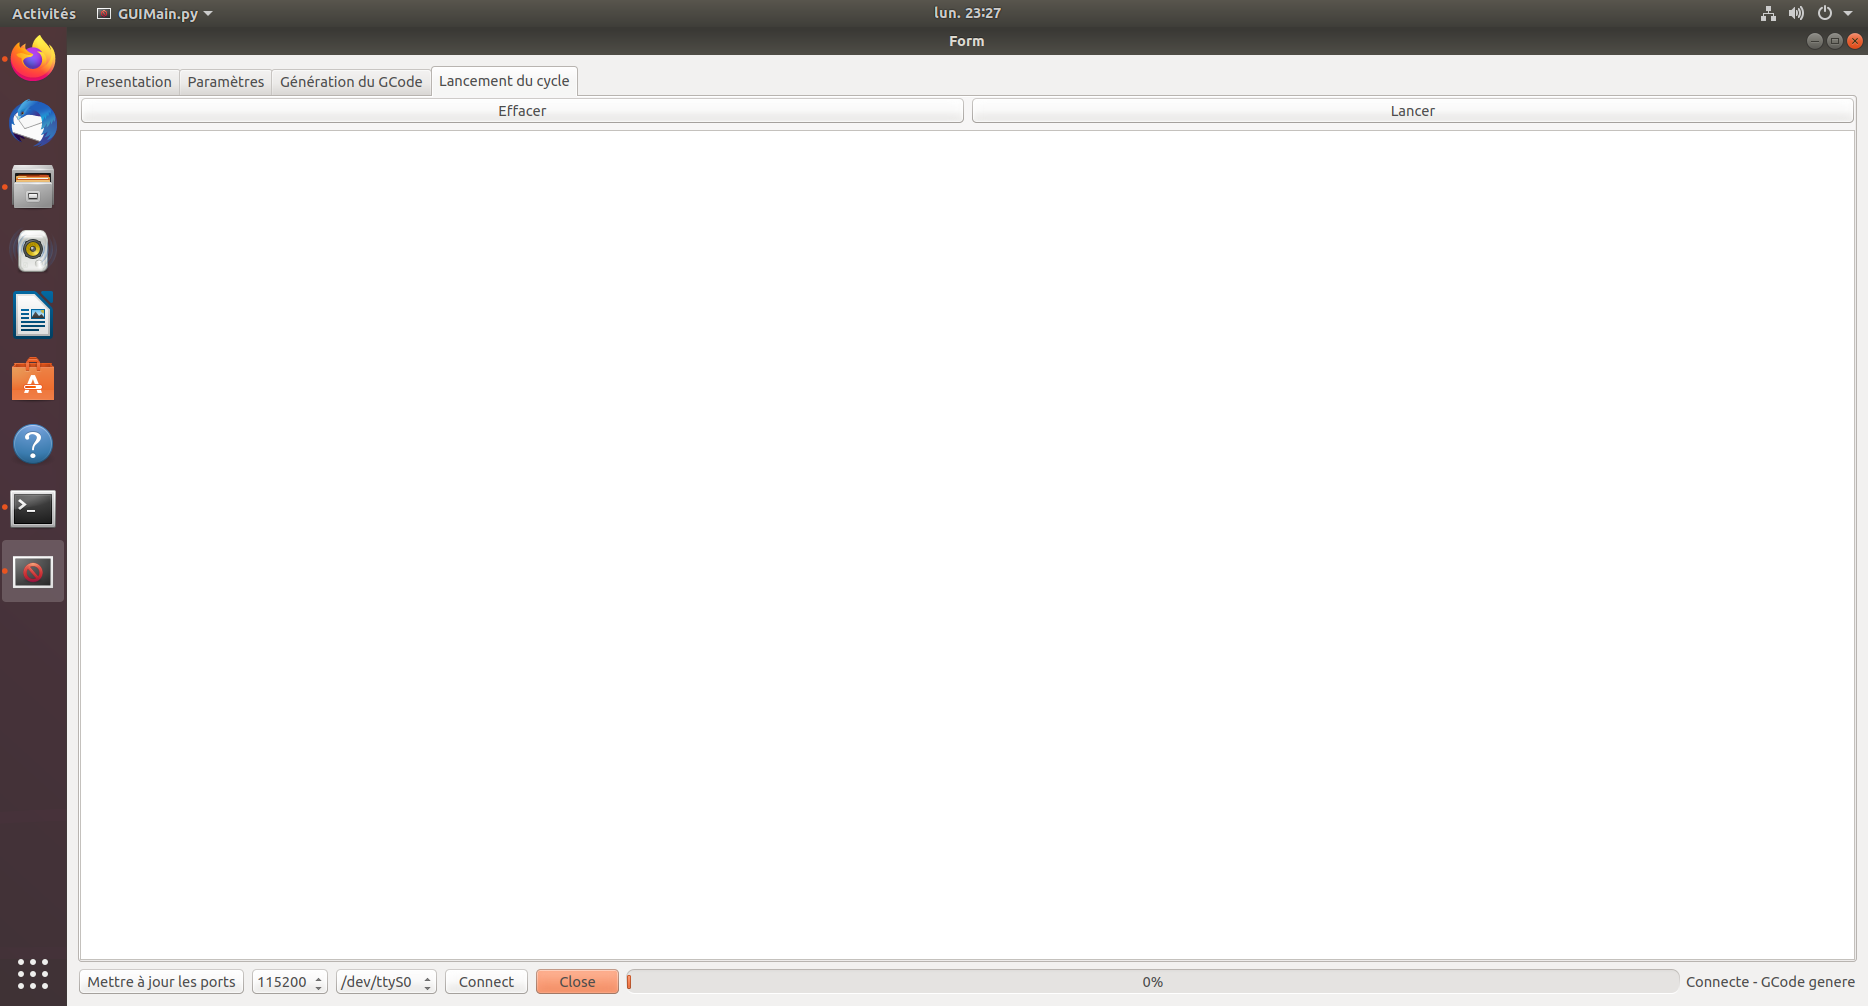 Activités GUIMain.py lun. 23:27
Form
Presentation Paramètres Génération du GCode Lancement du cycle
Effacer Lancer
Mettre à jour les ports 115200 /dev/ttyS0 Connect Close 0% Connecte - GCode genere